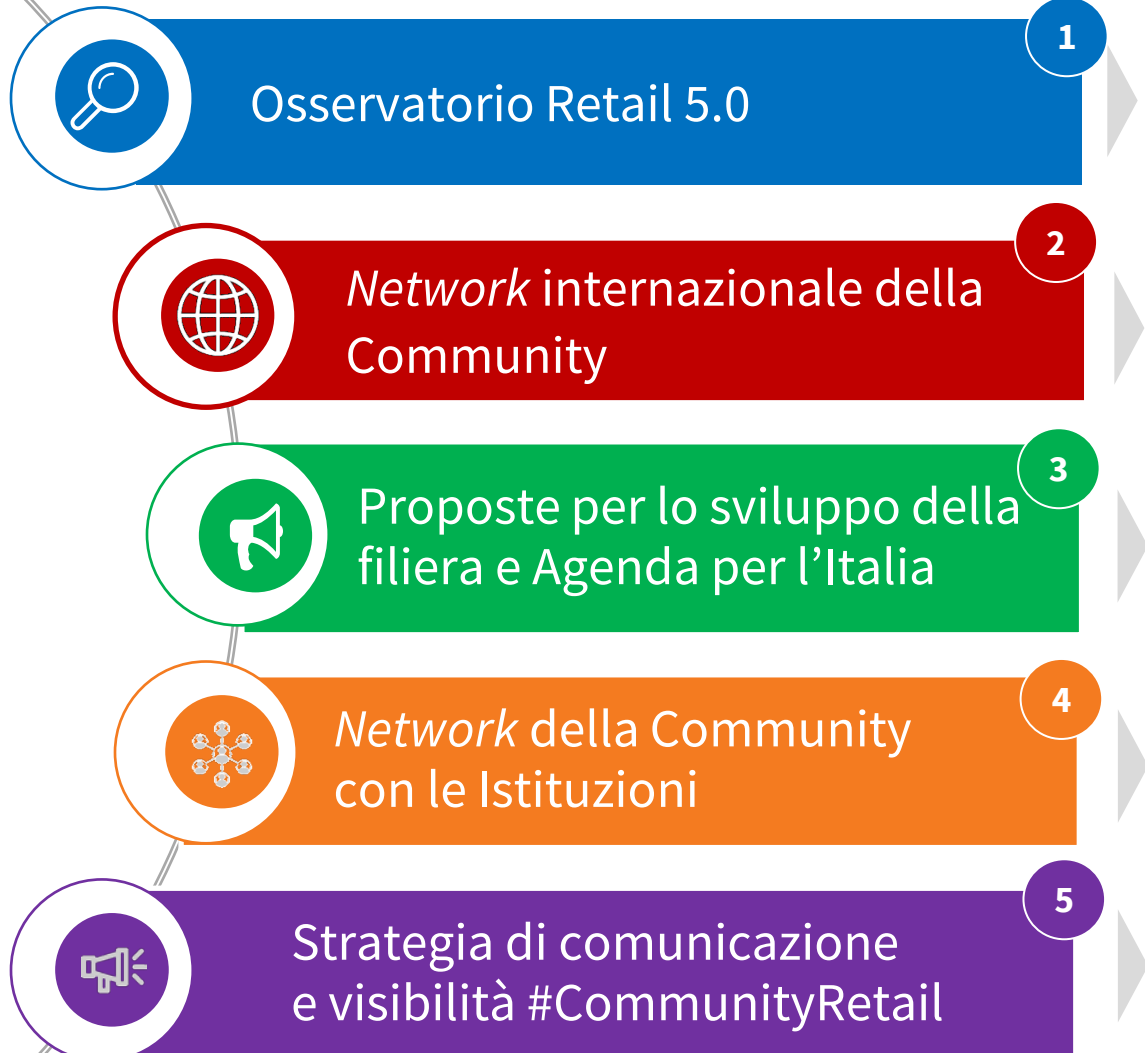 1
Osservatorio Retail 5.0
2
Network internazionale della
Community
3
Proposte per lo sviluppo della
filiera e Agenda per l’Italia
4
Network della Community
con le Istituzioni
5
Strategia di comunicazione
e visibilità #CommunityRetail